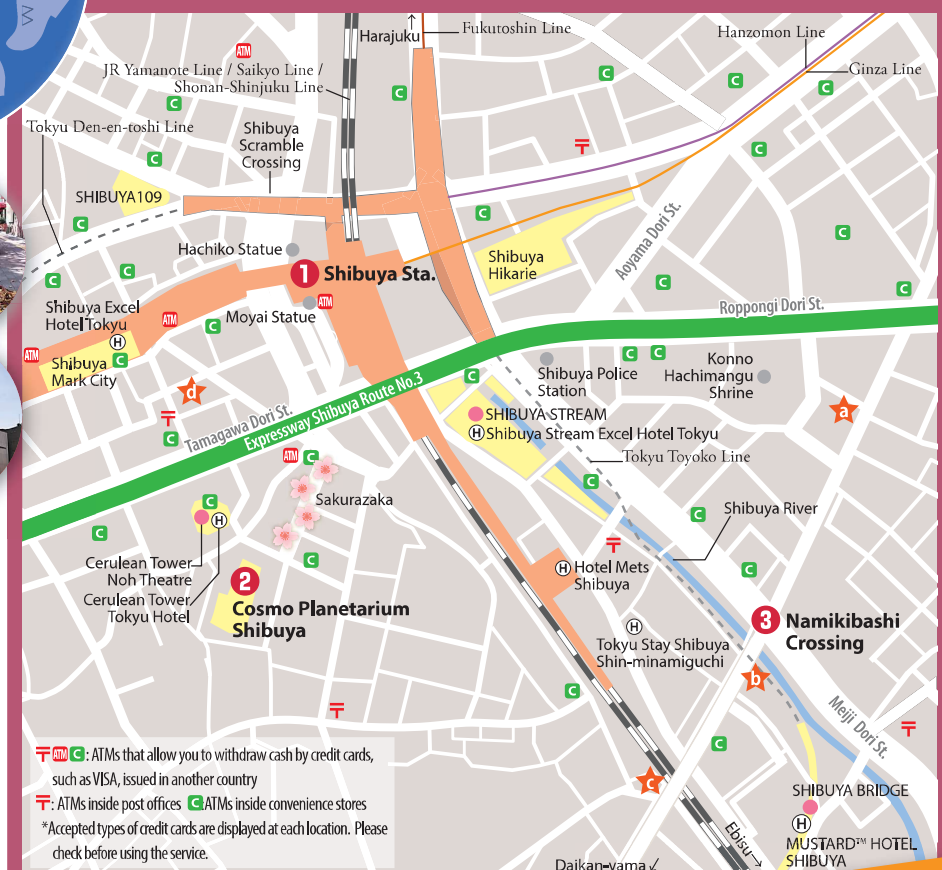 Harajuku
Fukutoshin Line
Hanzomon Line
Ginza Line
ATM
JR Yamanote Line / Saikyo Line /
Shonan-Shinjuku Line
C
C
C
C
C
Tokyu Den-en-toshi Line
Shibuya
Scramble
Crossing
〒
C
C
SHIBUYA109
C
C
C
Hachiko Statue
Shibuya
Hikarie
Aoyama Dori St.
1 Shibuya Sta.
C
C
C
C
Shibuya Excel
Hotel Tokyu
H
ATM
C
Moyai Statue
ATM
Roppongi Dori St.
ATM
Shibuya
Mark City
C
Shibuya Police
Station
C
C
Konno
Hachimangu
Shrine
C
d
Expressway Shibuya Route No.3
Tamagawa Dori St.
〒
C
SHIBUYA STREAM
H Shibuya Stream Excel Hotel Tokyu
a
ATM
C
Tokyu Toyoko Line
C
Sakurazaka
C
H
C
C
Shibuya River
Cerulean Tower
Noh Theatre
Cerulean Tower
Tokyu Hotel
C
〒
H Hotel Mets
Shibuya
C
2
Cosmo Planetarium
Shibuya
3 Namikibashi
Crossing
H
Tokyu Stay Shibuya
Shin-minamiguchi
b
C
〒
Meiji Dori St.
〒
C
c
〒 ATM C : ATMs that allow you to withdraw cash by credit cards,
such as VISA, issued in another country
〒: ATMs inside post offices C ATMs inside convenience stores
*Accepted types of credit cards are displayed at each location. Please
check before using the service.
SHIBUYA BRIDGE
H
MUSTARD™ HOTEL
SHIBUYA
Ebisu
Daikan-yama